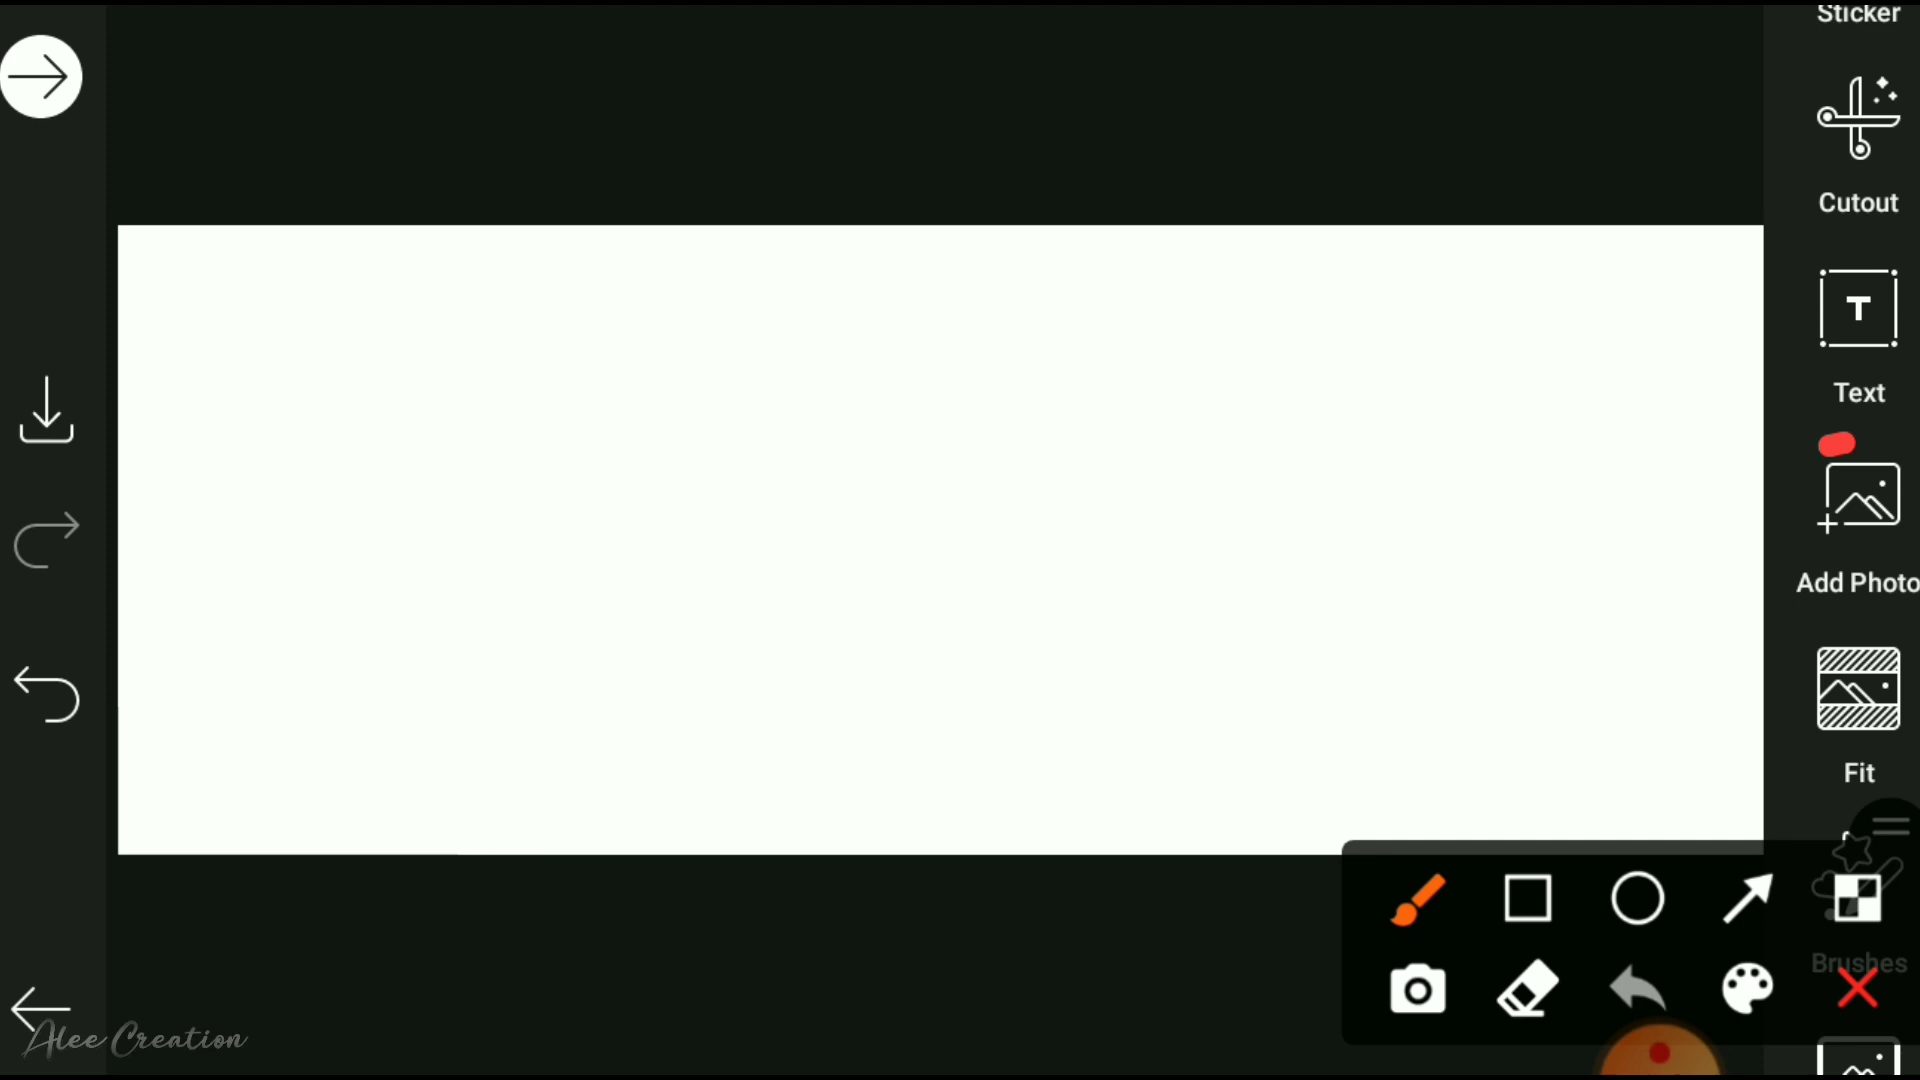 Sticker
Cutout
T
Text
Add Photo
Fit
Brushes
Alee Creation